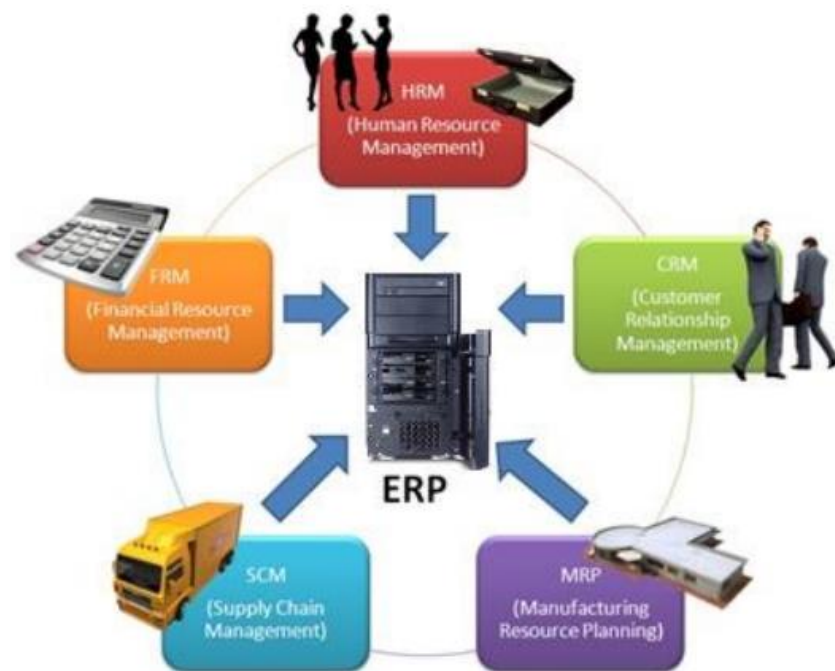 HRM
(Human Resource
Management)
FRM
(Financial Resource
Management)
CRM
(Customer
Relationship
Management)
ERP
SCM
(Supply Chain
Management)
MRP
(Manufacturing
Resource Planning)